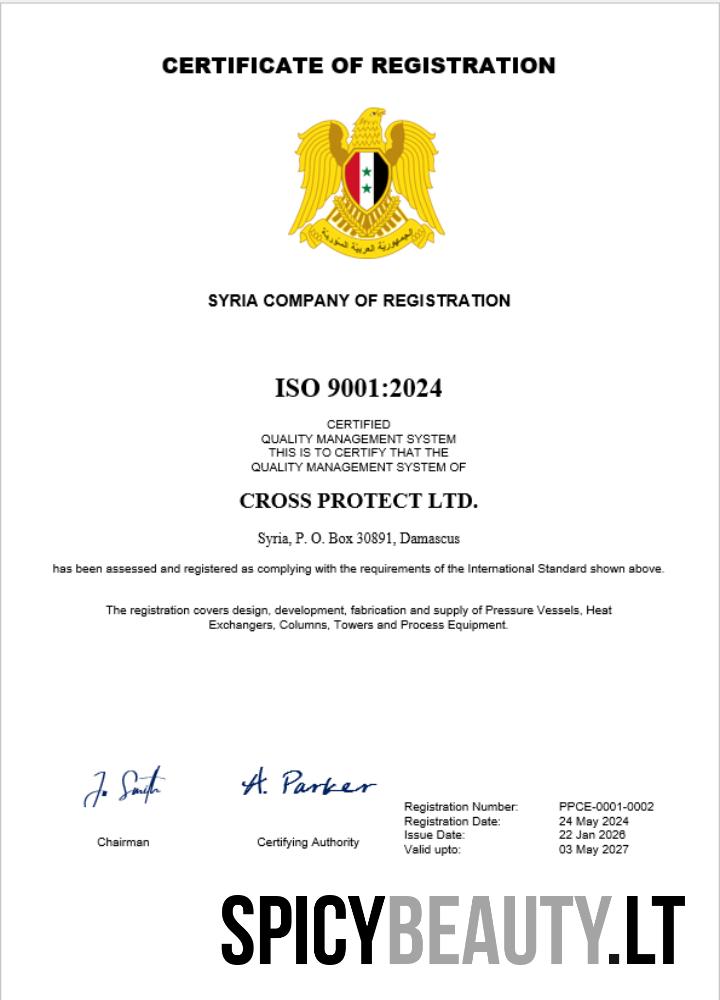 CERTIFICATE OF REGISTRATION
الجمهورية العربية السورية
SYRIA COMPANY OF REGISTRATION
ISO 9001:2024
CERTIFIED
QUALITY MANAGEMENT SYSTEM
THIS IS TO CERTIFY THAT THE
QUALITY MANAGEMENT SYSTEM OF
CROSS PROTECT LTD.
Syria, P. O. Box 30891, Damascus
has been assessed and registered as complying with the requirements of the International Standard shown above.
The registration covers design, development, fabrication and supply of Pressure Vessels, Heat
Exchangers, Columns, Towers and Process Equipment.
Jo Smith
A. Parker
Chairman
Certifying Authority
Registration Number: PPCE-0001-0002
Registration Date: 24 May 2024
Issue Date: 22 Jan 2026
Valid upto: 03 May 2027
SPICYBEAUTY.LT